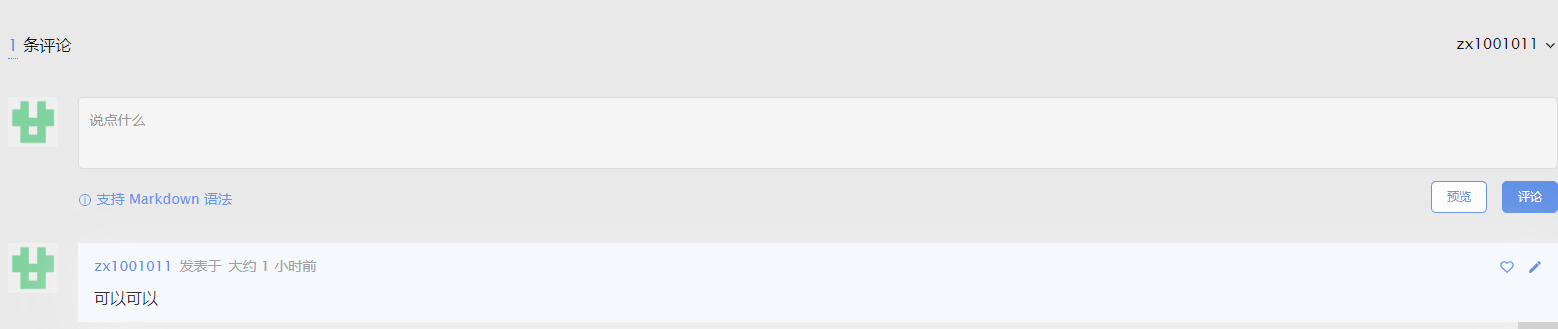 1 条评论
zx1001011
说点什么
支持 Markdown 语法
预览
评论
zx1001011 发表于 大约 1 小时前
可以可以